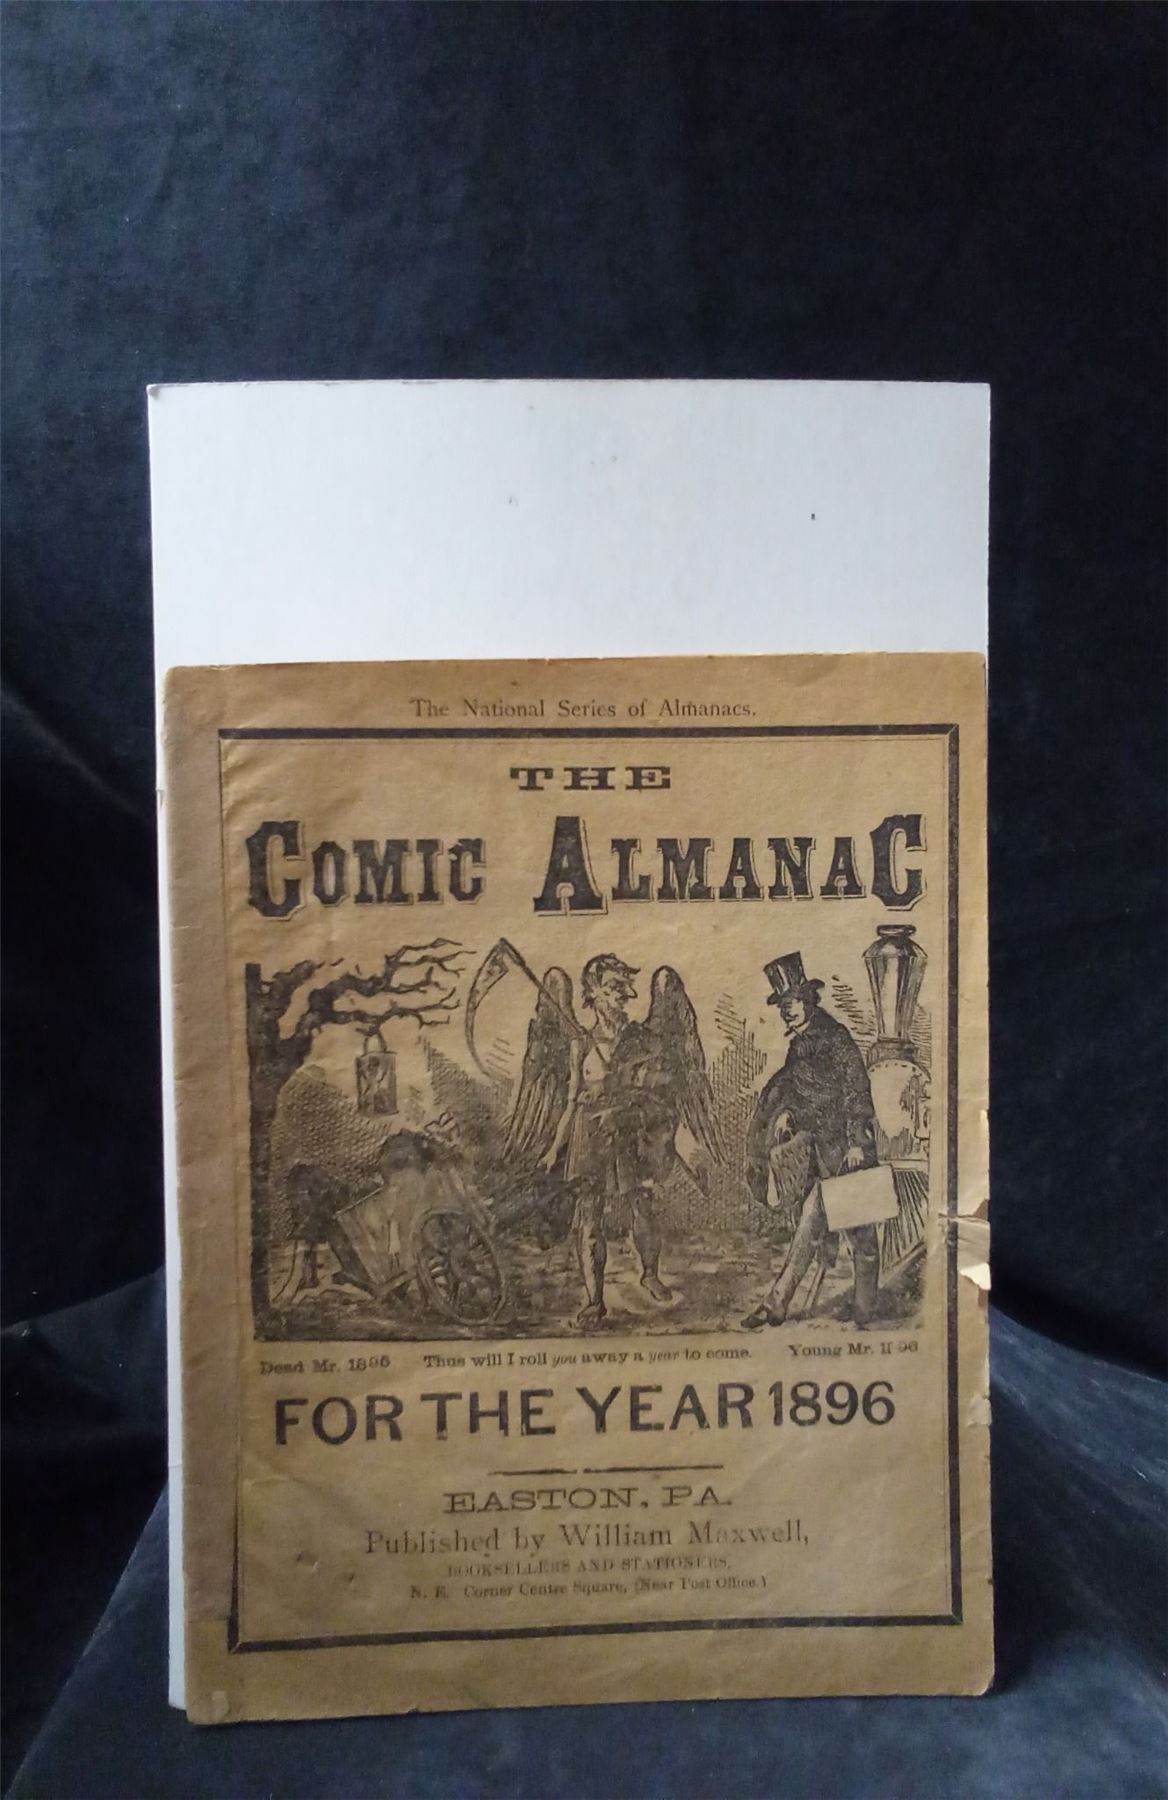 The National Series of Almanacs.
THE
COMIC ALMANAC
Dead Mr. 1895 Thus will I roll you away a year to come. Young Mr. 1896
FOR THE YEAR 1896
EASTON, PA.
Published by William Maxwell,
BOOKSELLERS AND STATIONERS,
N. E. Corner Centre Square, (Near Post Office.)